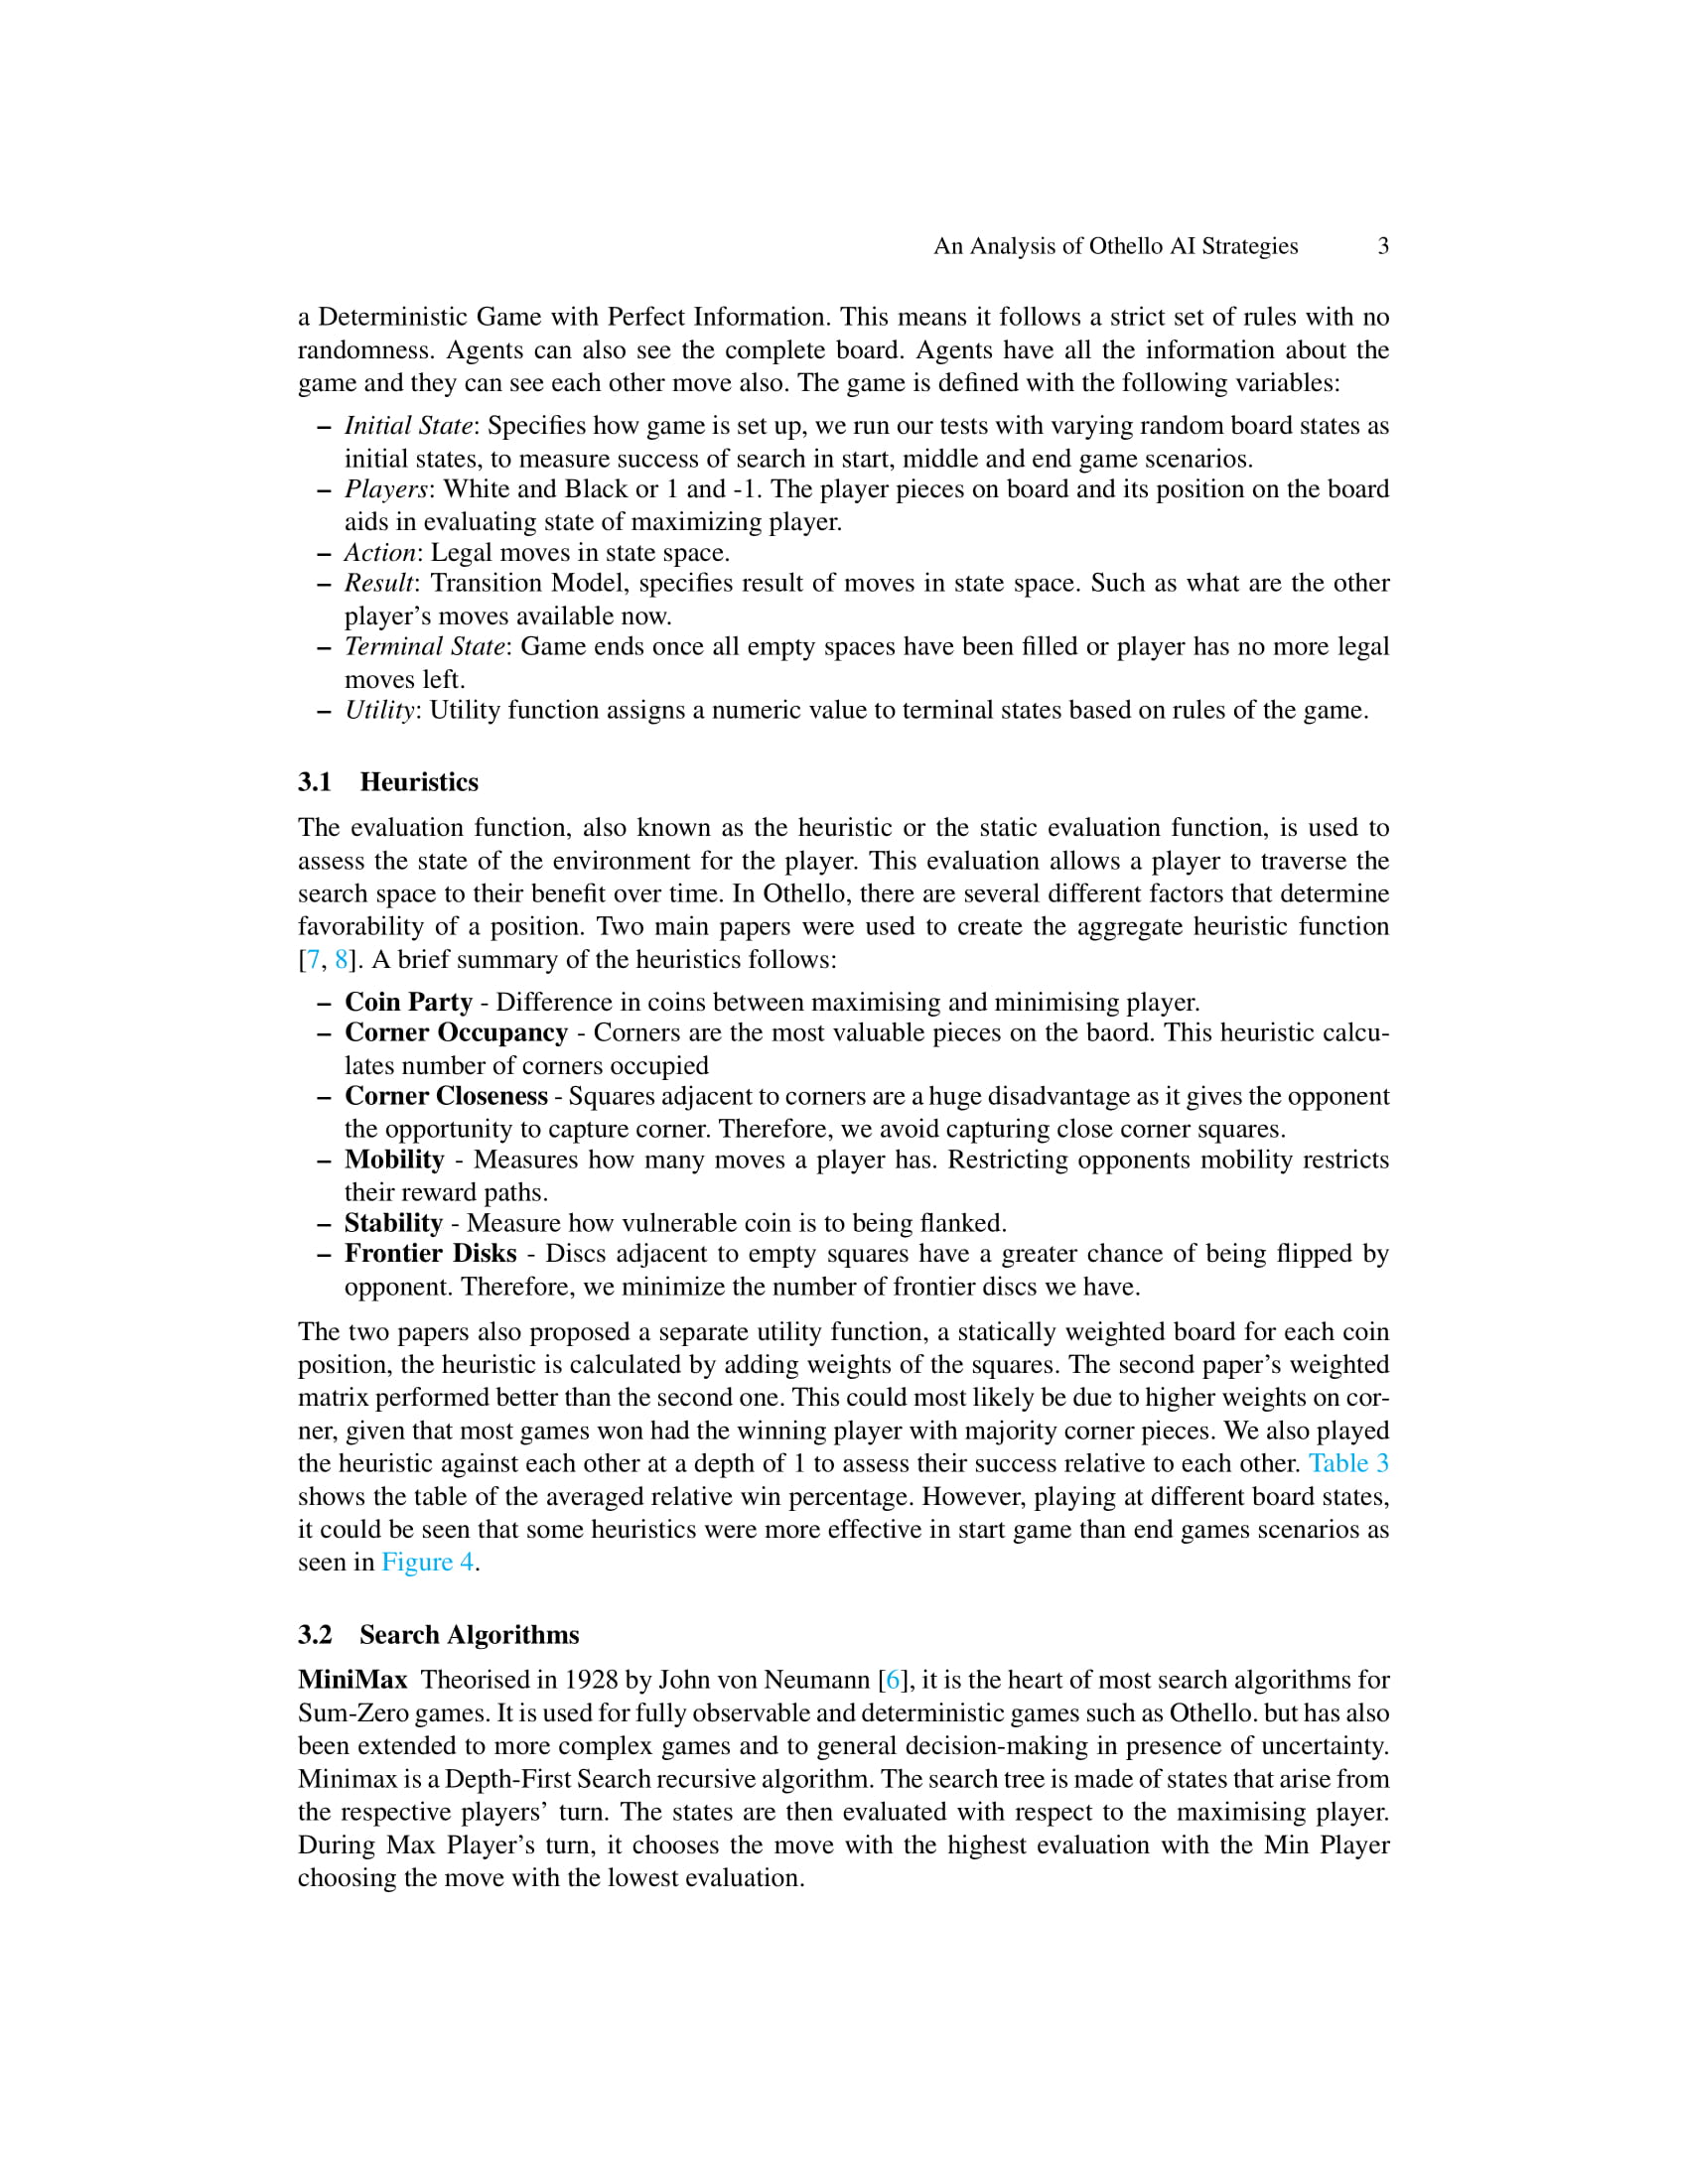 An Analysis of Othello AI Strategies 3
a Deterministic Game with Perfect Information. This means it follows a strict set of rules with no
randomness. Agents can also see the complete board. Agents have all the information about the
game and they can see each other move also. The game is defined with the following variables:
– Initial State: Specifies how game is set up, we run our tests with varying random board states as
initial states, to measure success of search in start, middle and end game scenarios.
– Players: White and Black or 1 and -1. The player pieces on board and its position on the board
aids in evaluating state of maximizing player.
– Action: Legal moves in state space.
– Result: Transition Model, specifies result of moves in state space. Such as what are the other
player’s moves available now.
– Terminal State: Game ends once all empty spaces have been filled or player has no more legal
moves left.
– Utility: Utility function assigns a numeric value to terminal states based on rules of the game.
3.1 Heuristics
The evaluation function, also known as the heuristic or the static evaluation function, is used to
assess the state of the environment for the player. This evaluation allows a player to traverse the
search space to their benefit over time. In Othello, there are several different factors that determine
favorability of a position. Two main papers were used to create the aggregate heuristic function
[7, 8]. A brief summary of the heuristics follows:
– Coin Party - Difference in coins between maximising and minimising player.
– Corner Occupancy - Corners are the most valuable pieces on the baord. This heuristic calcu-
lates number of corners occupied
– Corner Closeness - Squares adjacent to corners are a huge disadvantage as it gives the opponent
the opportunity to capture corner. Therefore, we avoid capturing close corner squares.
– Mobility - Measures how many moves a player has. Restricting opponents mobility restricts
their reward paths.
– Stability - Measure how vulnerable coin is to being flanked.
– Frontier Disks - Discs adjacent to empty squares have a greater chance of being flipped by
opponent. Therefore, we minimize the number of frontier discs we have.
The two papers also proposed a separate utility function, a statically weighted board for each coin
position, the heuristic is calculated by adding weights of the squares. The second paper’s weighted
matrix performed better than the second one. This could most likely be due to higher weights on cor-
ner, given that most games won had the winning player with majority corner pieces. We also played
the heuristic against each other at a depth of 1 to assess their success relative to each other. Table 3
shows the table of the averaged relative win percentage. However, playing at different board states,
it could be seen that some heuristics were more effective in start game than end games scenarios as
seen in Figure 4.
3.2 Search Algorithms
MiniMax Theorised in 1928 by John von Neumann [6], it is the heart of most search algorithms for
Sum-Zero games. It is used for fully observable and deterministic games such as Othello. but has also
been extended to more complex games and to general decision-making in presence of uncertainty.
Minimax is a Depth-First Search recursive algorithm. The search tree is made of states that arise from
the respective players’ turn. The states are then evaluated with respect to the maximising player.
During Max Player’s turn, it chooses the move with the highest evaluation with the Min Player
choosing the move with the lowest evaluation.